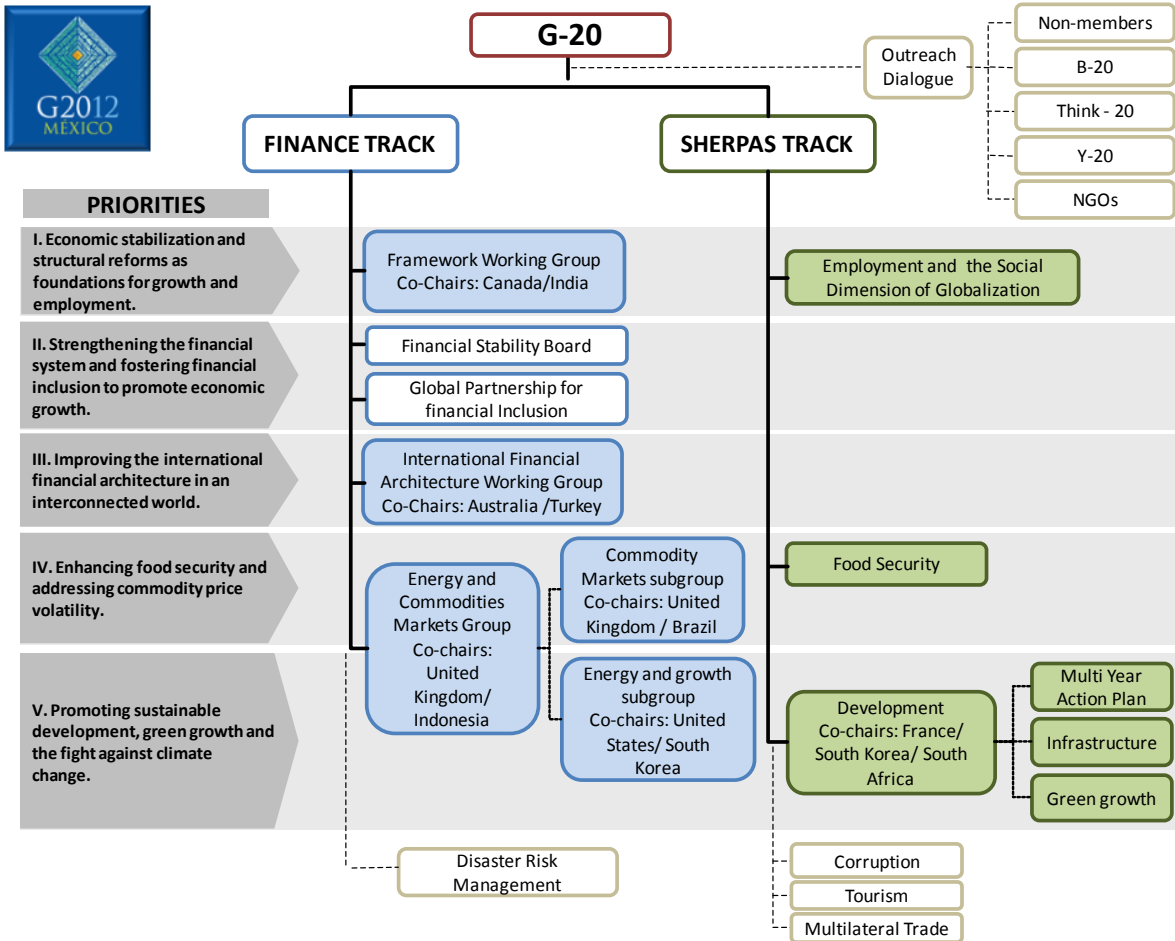 G2012
MÉXICO
G-20
Outreach
Dialogue
Non-members
B-20
Think - 20
Y-20
NGOs
FINANCE TRACK
SHERPAS TRACK
PRIORITIES
I. Economic stabilization and
structural reforms as
foundations for growth and
employment.
Framework Working Group
Co-Chairs: Canada/India
Employment and the Social
Dimension of Globalization
II. Strengthening the financial
system and fostering financial
inclusion to promote economic
growth.
Financial Stability Board
Global Partnership for
financial Inclusion
III. Improving the international
financial architecture in an
interconnected world.
International Financial
Architecture Working Group
Co-Chairs: Australia /Turkey
IV. Enhancing food security and
addressing commodity price
volatility.
Energy and
Commodities
Markets Group
Co-chairs:
United
Kingdom/
Indonesia
Commodity
Markets subgroup
Co-chairs: United
Kingdom / Brazil
Food Security
V. Promoting sustainable
development, green growth and
the fight against climate
change.
Energy and growth
subgroup
Co-chairs: United
States/ South
Korea
Development
Co-chairs: France/
South Korea/ South
Africa
Multi Year
Action Plan
Infrastructure
Green growth
Disaster Risk
Management
Corruption
Tourism
Multilateral Trade